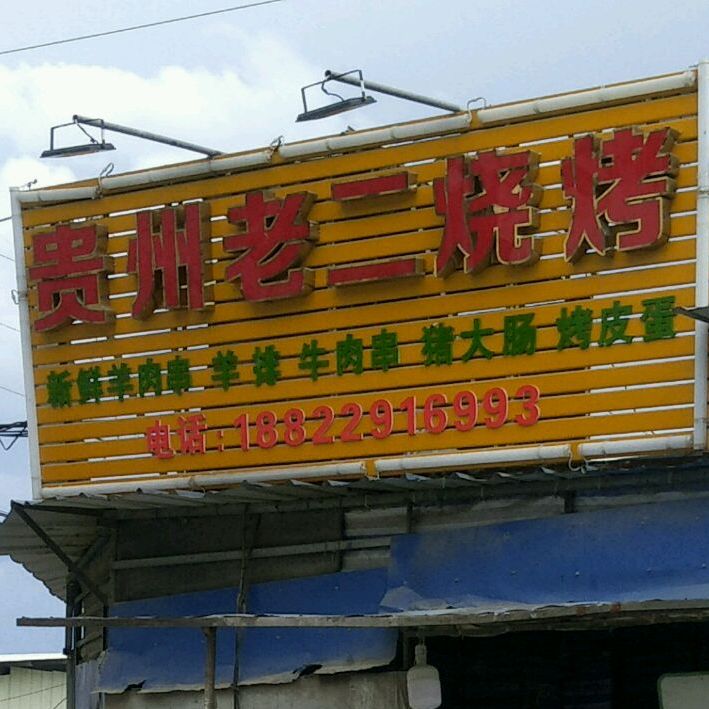 贵州老二烧烤
新鲜羊肉串 羊排 牛肉串 猪大肠 烤皮蛋
电话:18822916993